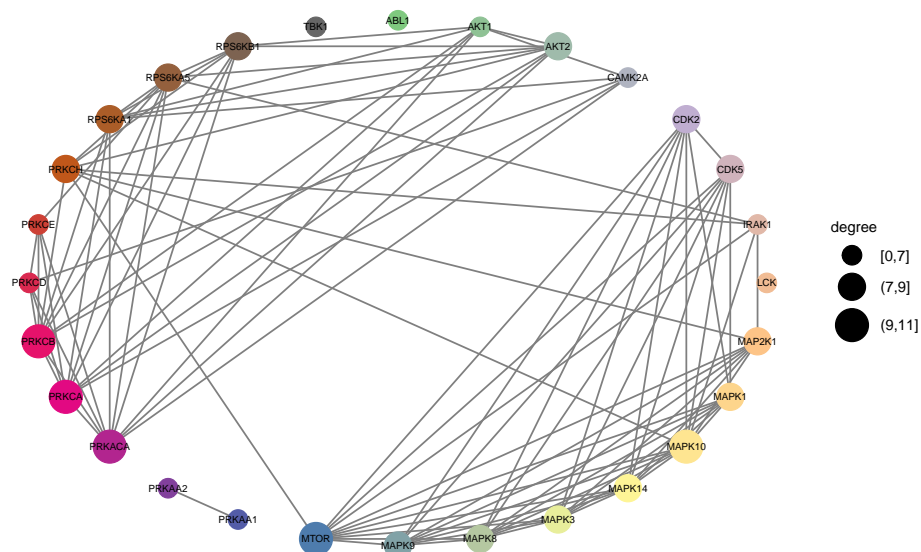 ABL1
TBK1
AKT1
RPS6KB1
AKT2
RPS6KA5
CAMK2A
RPS6KA1
CDK2
PRKCH
CDK5
PRKCE
IRAK1
degree
[0,7]
PRKCD
LCK
(7,9]
(9,11]
PRKCB
MAP2K1
PRKCA
MAPK1
PRKACA
MAPK10
PRKAA2
MAPK14
PRKAA1
MAPK3
MTOR
MAPK8
MAPK9